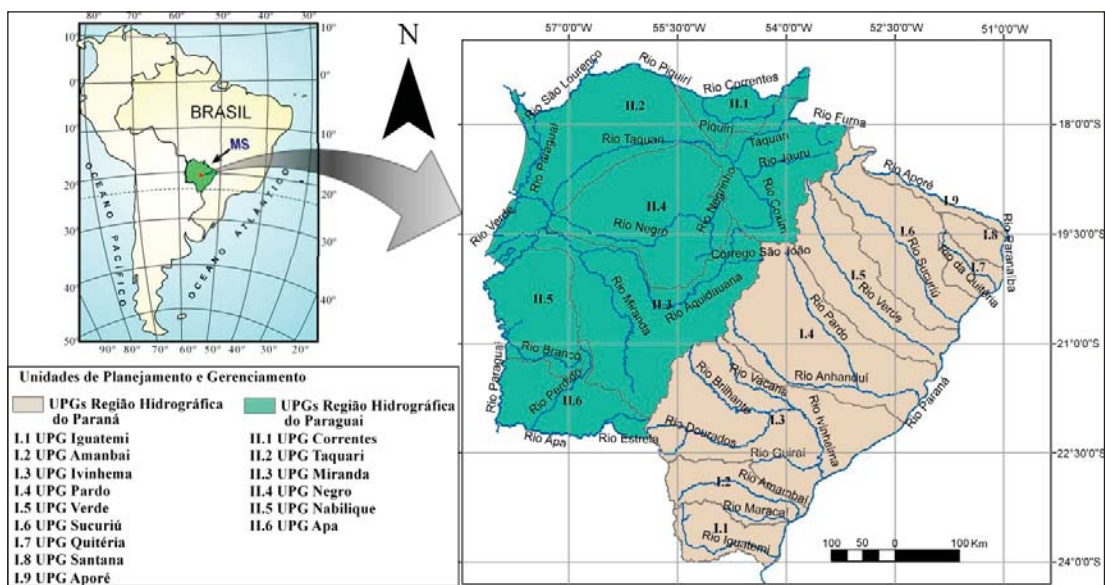 10°
0°
10°
20°
30°
40°
50°
10°
0°
10°
20°
30°
40°
50°
100°
90°
80°
70°
60°
50°
40°
30°
20°
BRASIL
MS
OCEANO PACÍFICO
OCEANO ATLÂNTICO
N
57°0'0"W
55°30'0"W
54°0'0"W
52°30'0"W
51°0'0"W
18°0'0"S
19°30'0"S
21°0'0"S
22°30'0"S
24°0'0"S
Rio São Lourenço
Rio Piquiri
Rio Correntes
II.2
II.1
Piquiri
Rio Furna
Rio Taquari
Taquari
Rio Paraguai
Rio Jauru
Rio Aporé
Rio Negrinho
Rio Coxim
II.4
I.9
Rio Verde
Rio Negro
I.6
I.8
Rio Paranaíba
Córrego São João
Rio Sucuriú
Rio da Quitéria
I.7
II.5
Rio Miranda
II.3
Rio Aquidauana
I.5
Rio Verde
Rio Pardo
I.4
Rio Branco
Rio Paraguai
Rio Perdido
II.6
Rio Vacaria
Rio Anhanduí
Rio Brilhante
Rio Paraná
I.3
Rio Ivinheima
Rio Apa
Rio Estrela
Rio Dourados
Rio Guiraí
I.2
Rio Amambaí
Rio Maracaí
I.1
Rio Iguatemi
100 50 0 100 Km
Unidades de Planejamento e Gerenciamento
UPGs Região Hidrográfica
do Paraná
I.1 UPG Iguatemi
I.2 UPG Amanbai
I.3 UPG Ivinhema
I.4 UPG Pardo
I.5 UPG Verde
I.6 UPG Sucuriú
I.7 UPG Quitéria
I.8 UPG Santana
I.9 UPG Aporé
UPGs Região Hidrográfica
do Paraguai
II.1 UPG Correntes
II.2 UPG Taquari
II.3 UPG Miranda
II.4 UPG Negro
II.5 UPG Nabilique
II.6 UPG Apa